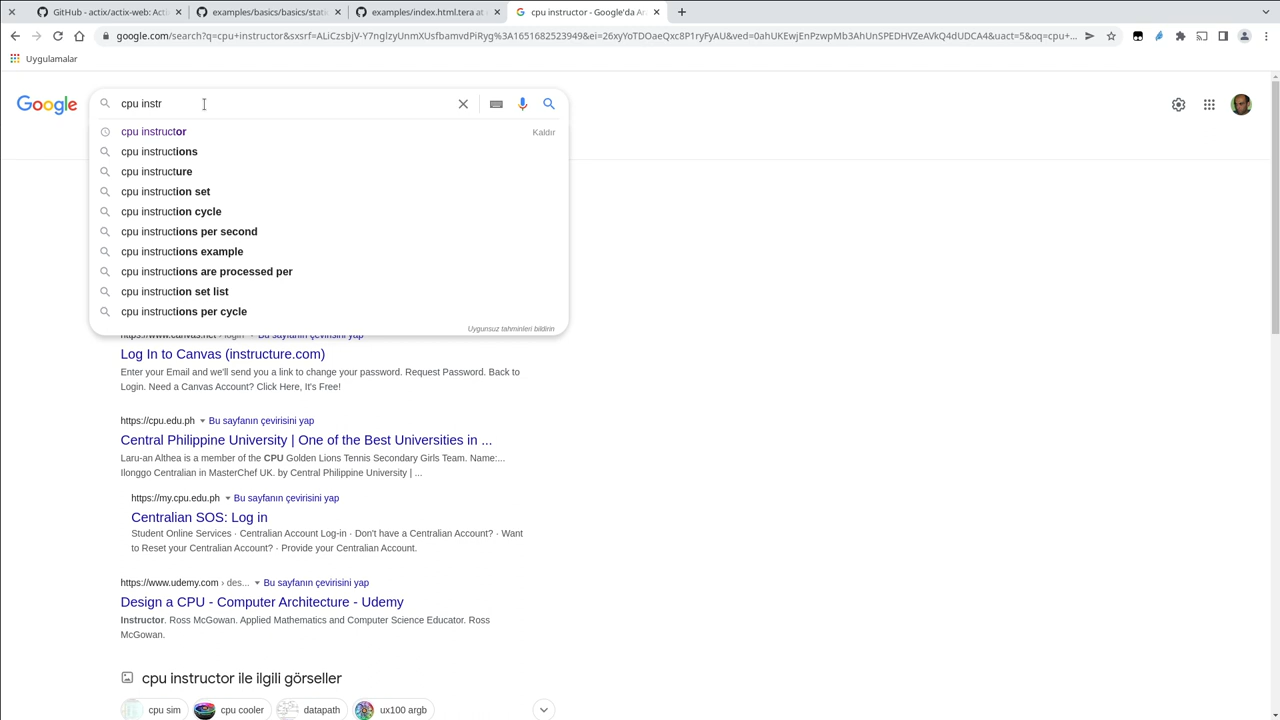 GitHub - actix/actix-web: Acti
examples/basics/basics/stati
examples/index.html.tera at
cpu instructor - Google'da Ar
google.com/search?q=cpu+instructor&sxsrf=ALiCzsbjV-Y7nglzyUnmXUsfbamvdPiRyg%3A1651682523949&ei=26xyYoTDOaeQxc8P1ryFyAU&ved=0ahUKEwjEnPzwpMb3AhUnSPEDHVZeAVkQ4dUDCA4&uact=5&oq=cpu+...
Uygulamalar
Google
cpu instr
cpu instructor
Kaldır
cpu instructions
cpu instructure
cpu instruction set
cpu instruction cycle
cpu instructions per second
cpu instructions example
cpu instructions are processed per
cpu instruction set list
cpu instructions per cycle
Uygunsuz tahminleri bildirin
https://www.canvas.net › login Bu sayfanın çevirisini yap
Log In to Canvas (instructure.com)
Enter your Email and we'll send you a link to change your password. Request Password. Back to
Login. Need a Canvas Account? Click Here, It's Free!
https://cpu.edu.ph Bu sayfanın çevirisini yap
Central Philippine University | One of the Best Universities in ...
Laru-an Althea is a member of the CPU Golden Lions Tennis Secondary Girls Team. Name:...
Ilonggo Centralian in MasterChef UK. by Central Philippine University | ...
https://my.cpu.edu.ph Bu sayfanın çevirisini yap
Centralian SOS: Log in
Student Online Services · Centralian Account Log-in · Don't have a Centralian Account? · Want
to Reset your Centralian Account? · Provide your Centralian Account.
https://www.udemy.com › des... Bu sayfanın çevirisini yap
Design a CPU - Computer Architecture - Udemy
Instructor. Ross McGowan. Applied Mathematics and Computer Science Educator. Ross
McGowan.
cpu instructor ile ilgili görseller
cpu sim
cpu cooler
datapath
ux100 argb